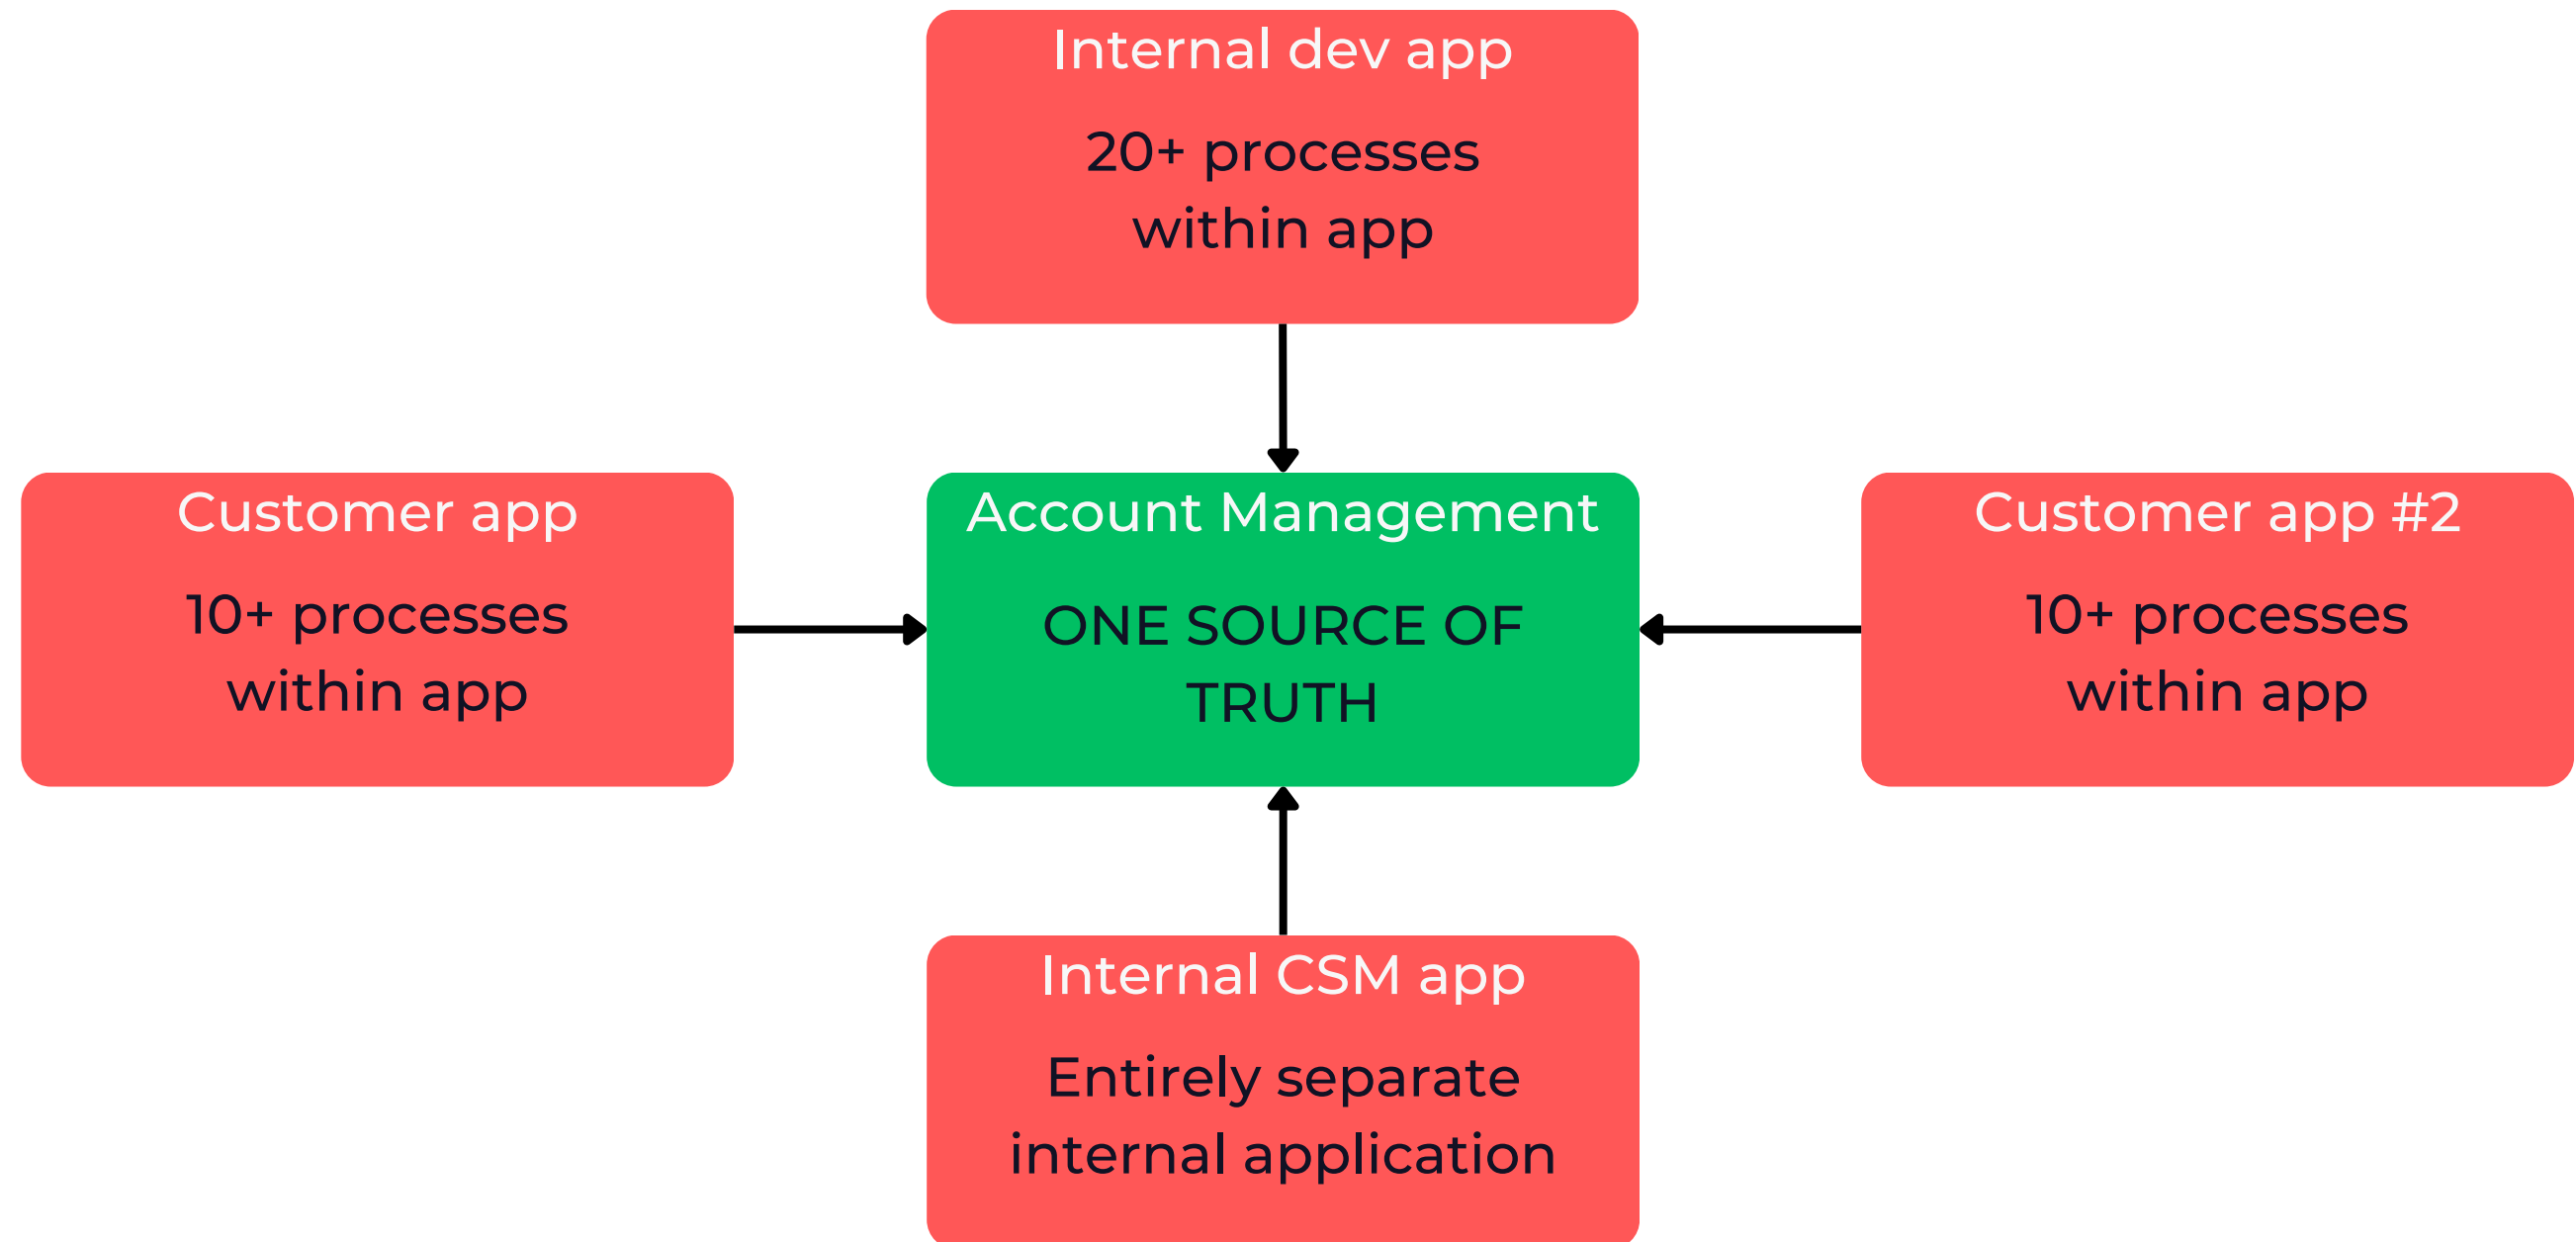 Internal dev app
20+ processes
within app
Customer app
10+ processes
within app
Account Management
ONE SOURCE OF
TRUTH
Customer app #2
10+ processes
within app
Internal CSM app
Entirely separate
internal application